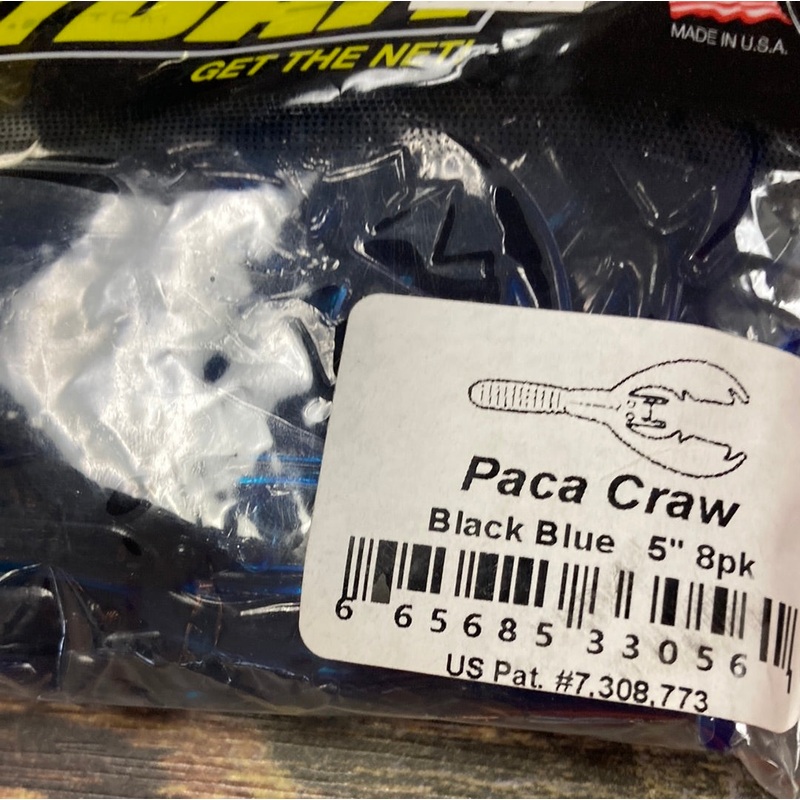 GET THE NET!
MADE IN U.S.A.
Paca Craw
Black Blue 5" 8pk
6 65685 33056 1
US Pat. #7,308,773